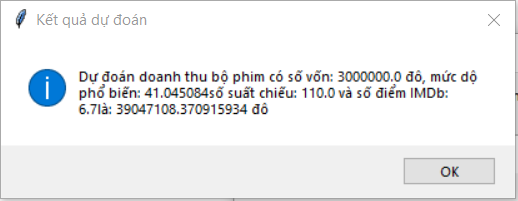 Kết quả dự đoán
Dự đoán doanh thu bộ phim có số vốn: 3000000.0 đô, mức dộ
phổ biến: 41.045084số suất chiếu: 110.0 và số điểm IMDb:
6.7là: 39047108.370915934 đô
OK